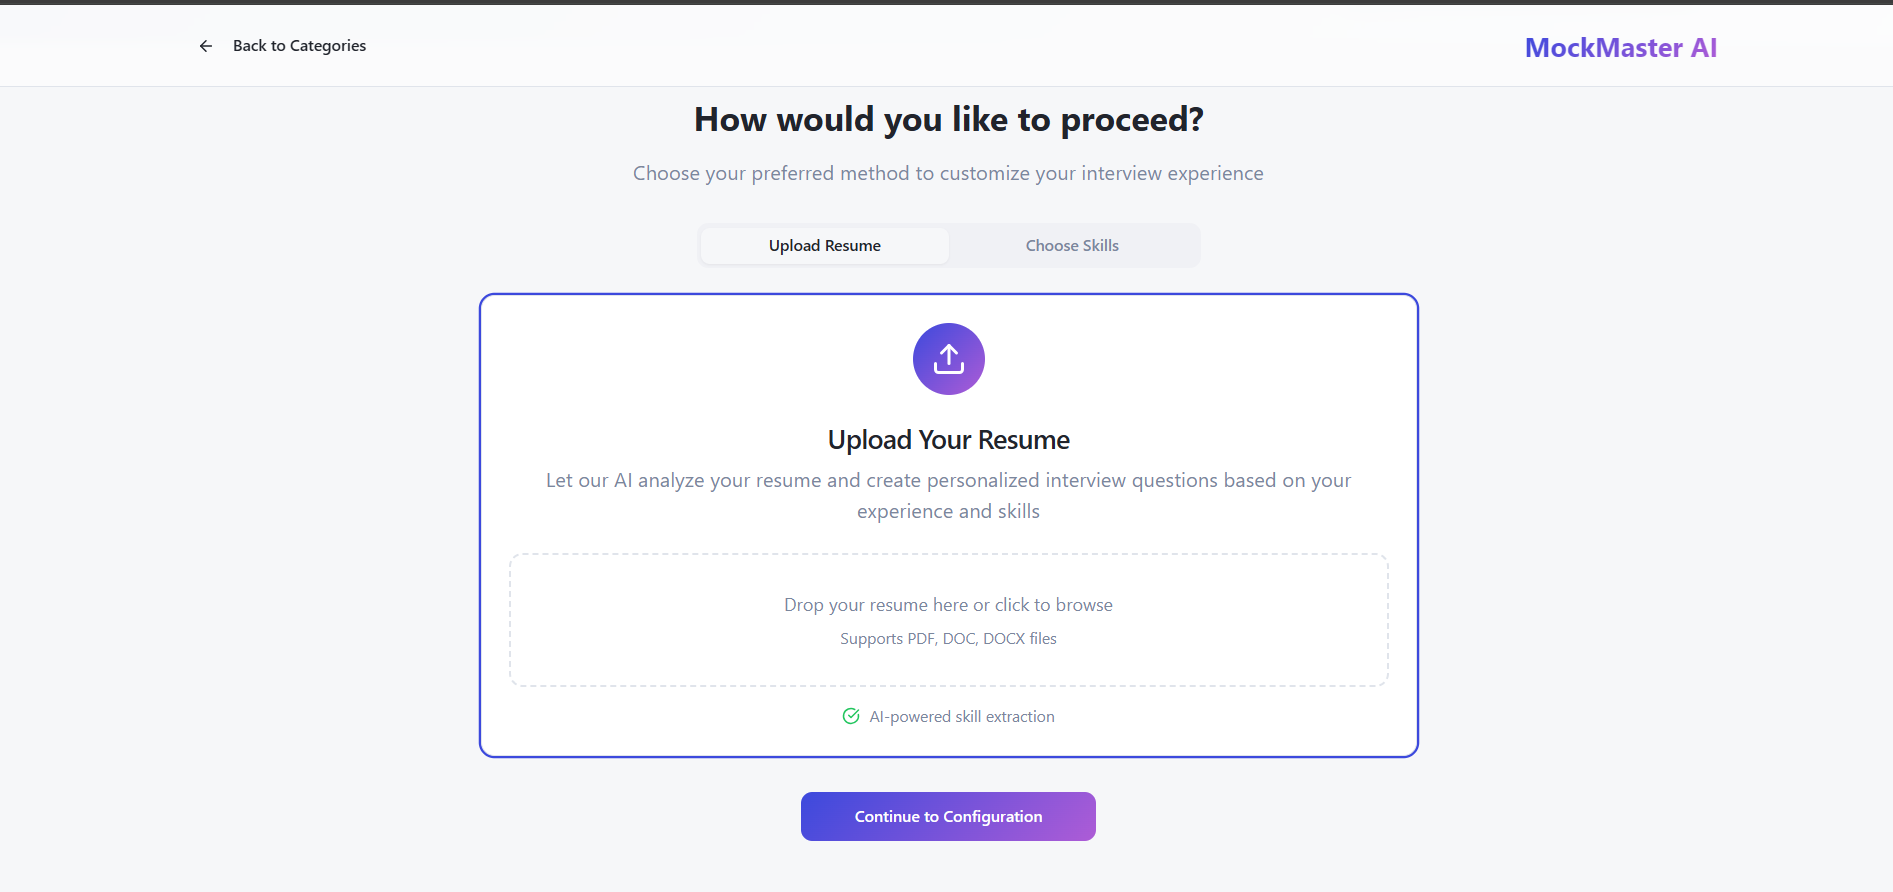 Back to Categories
MockMaster AI
How would you like to proceed?
Choose your preferred method to customize your interview experience
Upload Resume
Choose Skills
Upload Your Resume
Let our AI analyze your resume and create personalized interview questions based on your
experience and skills
Drop your resume here or click to browse
Supports PDF, DOC, DOCX files
AI-powered skill extraction
Continue to Configuration